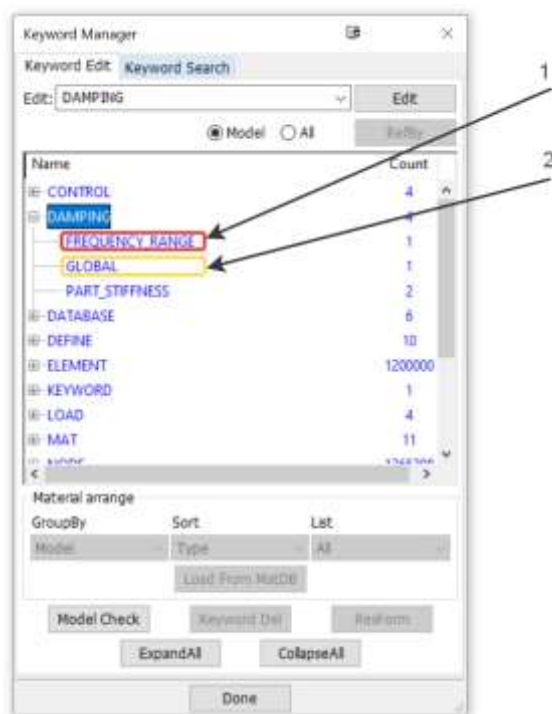 Keyword Manager
Keyword Edit Keyword Search
Edit: DAMPING Edit
Model All RefBy
Name Count
CONTROL 4
DAMPING 4
FREQUENCY_RANGE 1
GLOBAL 1
PART_STIFFNESS 2
DATABASE 6
DEFINE 10
ELEMENT 1200000
KEYWORD 1
LOAD 4
MAT 11
NODE
Material arrange
GroupBy Sort List
Model Type All
Load From MatDB
Model Check Keyword Del
ExpandAll CollapseAll
Done
1
2